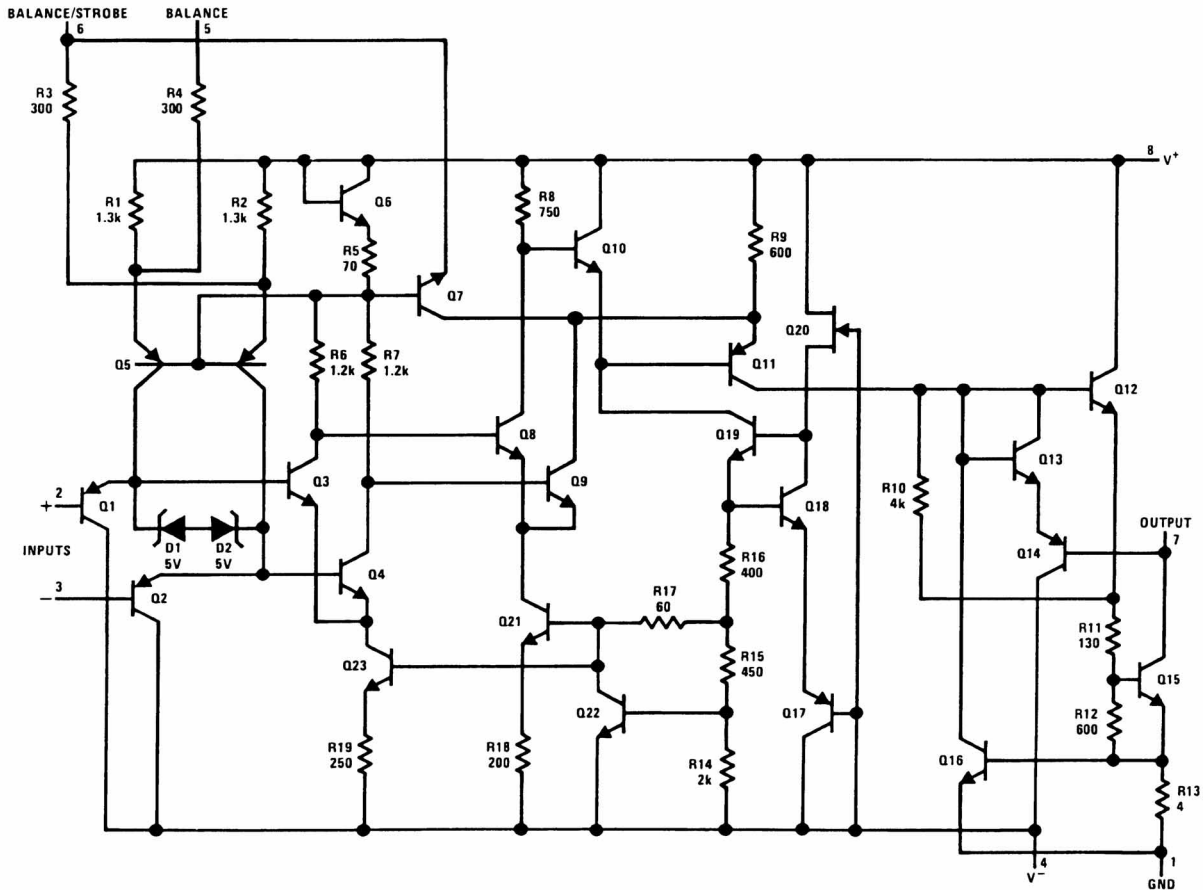 BALANCE/STROBE
6
BALANCE
5
R3
300
R4
300
8
V+
R1
1.3k
R2
1.3k
Q6
R5
70
R8
750
Q10
R9
600
Q7
Q20
Q5
R6
1.2k
R7
1.2k
Q11
Q12
Q8
Q19
Q13
Q3
Q9
R10
4k
+
2
Q1
Q18
OUTPUT
7
INPUTS
D1
5V
D2
5V
Q14
R16
400
−
3
Q2
Q4
R17
60
Q21
R11
130
Q23
R15
450
Q15
Q22
Q17
R12
600
R19
250
R18
200
R14
2k
Q16
R13
4
4
V−
1
GND